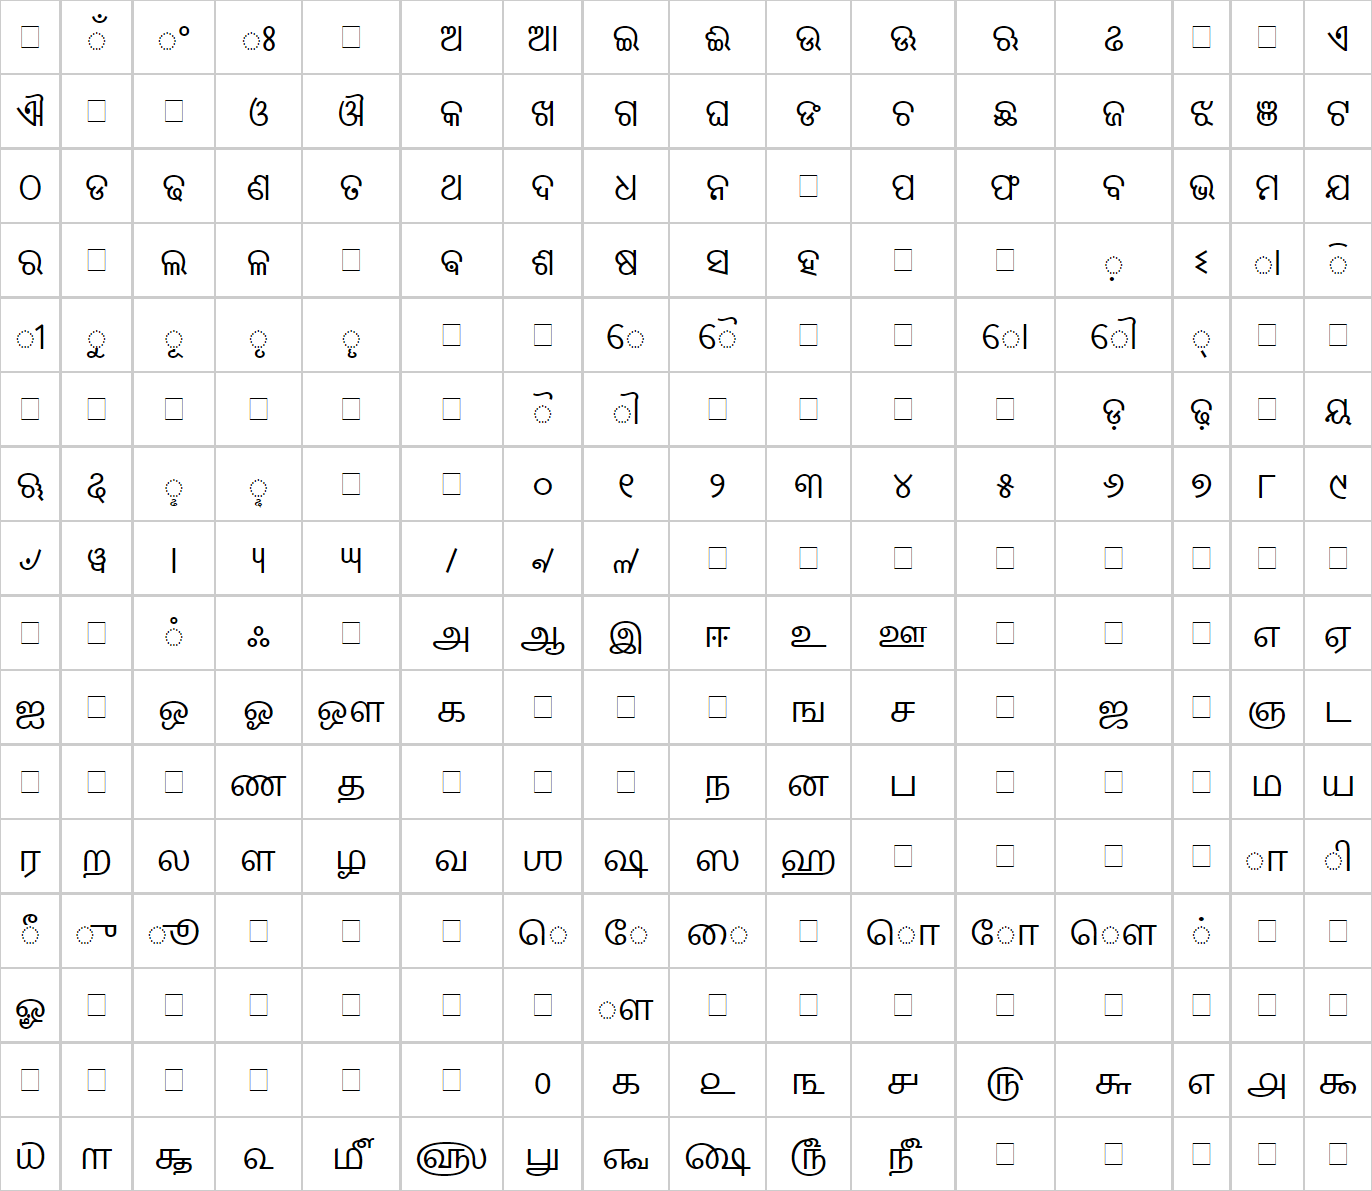 ◌ଁ ◌ଂ ◌ଃ ଅ ଆ ଇ ଈ ଉ ଊ ଋ ଌ ଏ
ଐ ଓ ଔ କ ଖ ଗ ଘ ଙ ଚ ଛ ଜ ଝ ଞ ଟ
ଠ ଡ ଢ ଣ ତ ଥ ଦ ଧ ନ ପ ଫ ବ ଭ ମ ଯ
ର ଲ ଳ ଵ ଶ ଷ ସ ହ ◌଼ ଽ ◌ା ◌ି
◌ୀ ◌ୁ ◌ୂ ◌ୃ ◌ୄ ◌େ ◌ୈ ◌ୋ ◌ୌ ◌୍
◌ୖ ◌ୗ ଡ଼ ଢ଼ ୟ
ୠ ୡ ◌ୢ ◌ୣ ୦ ୧ ୨ ୩ ୪ ୫ ୬ ୭ ୮ ୯
୰ ୱ ୲ ୳ ୴ ୵ ୶ ୷
◌ஂ ஃ அ ஆ இ ஈ உ ஊ எ ஏ
ஐ ஒ ஓ ஔ க ங ச ஜ ஞ ட
ண த ந ன ப ம ய
ர ற ல ள ழ வ ஶ ஷ ஸ ஹ ◌ா ◌ி
◌ீ ◌ு ◌ூ ◌ெ ◌ே ◌ை ◌ொ ◌ோ ◌ௌ ◌்
ௐ ◌ௗ
௦ ௧ ௨ ௩ ௪ ௫ ௬ ௭ ௮ ௯
௰ ௱ ௲ ௳ ௴ ௵ ௶ ௷ ௸ ௹ ௺